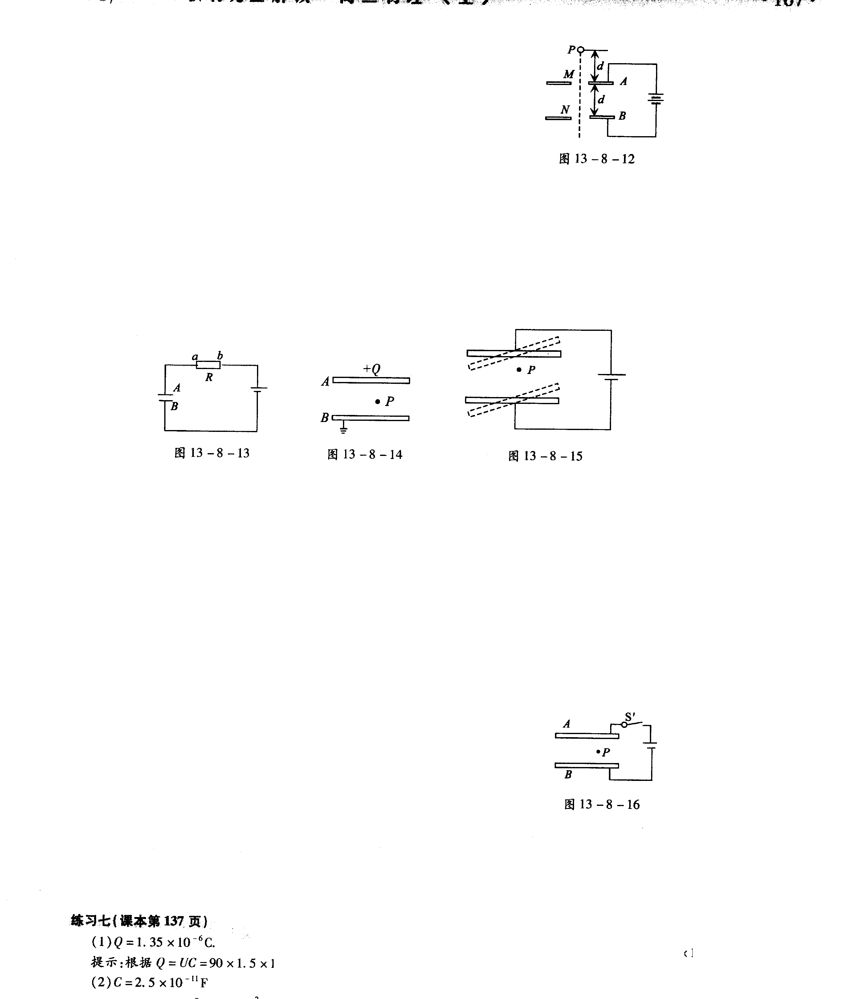 P
d
M
A
d
N
B
图 13-8-12
a b
R
A
B
+Q
A
P
B
P
图 13-8-13
图 13-8-14
图 13-8-15
S′
A
P
B
图 13-8-16
练习七(课本第 137 页)
(1)Q=1.35×10⁻⁶C.
提示:根据 Q=UC=90×1.5×1
(2)C=2.5×10⁻¹¹F